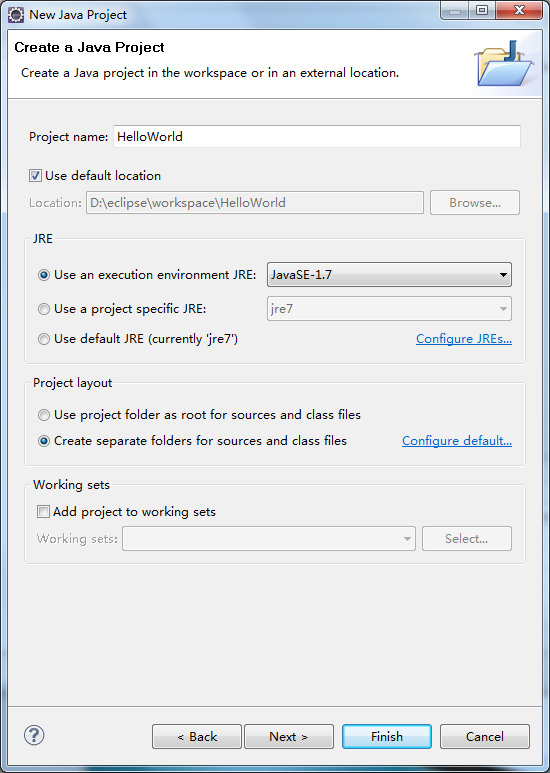 New Java Project
Create a Java Project
Create a Java project in the workspace or in an external location.
Project name: HelloWorld
Use default location
Location: D:\eclipse\workspace\HelloWorld Browse...
JRE
Use an execution environment JRE: JavaSE-1.7
Use a project specific JRE: jre7
Use default JRE (currently 'jre7') Configure JREs...
Project layout
Use project folder as root for sources and class files
Create separate folders for sources and class files Configure default...
Working sets
Add project to working sets
Working sets: Select...
? < Back Next > Finish Cancel